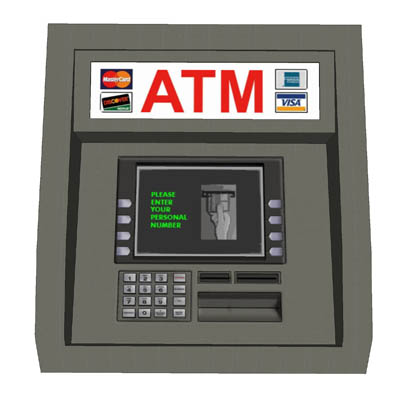 MasterCard
ATM
DISCOVER
VISA
PLEASE
ENTER
YOUR
PERSONAL
NUMBER